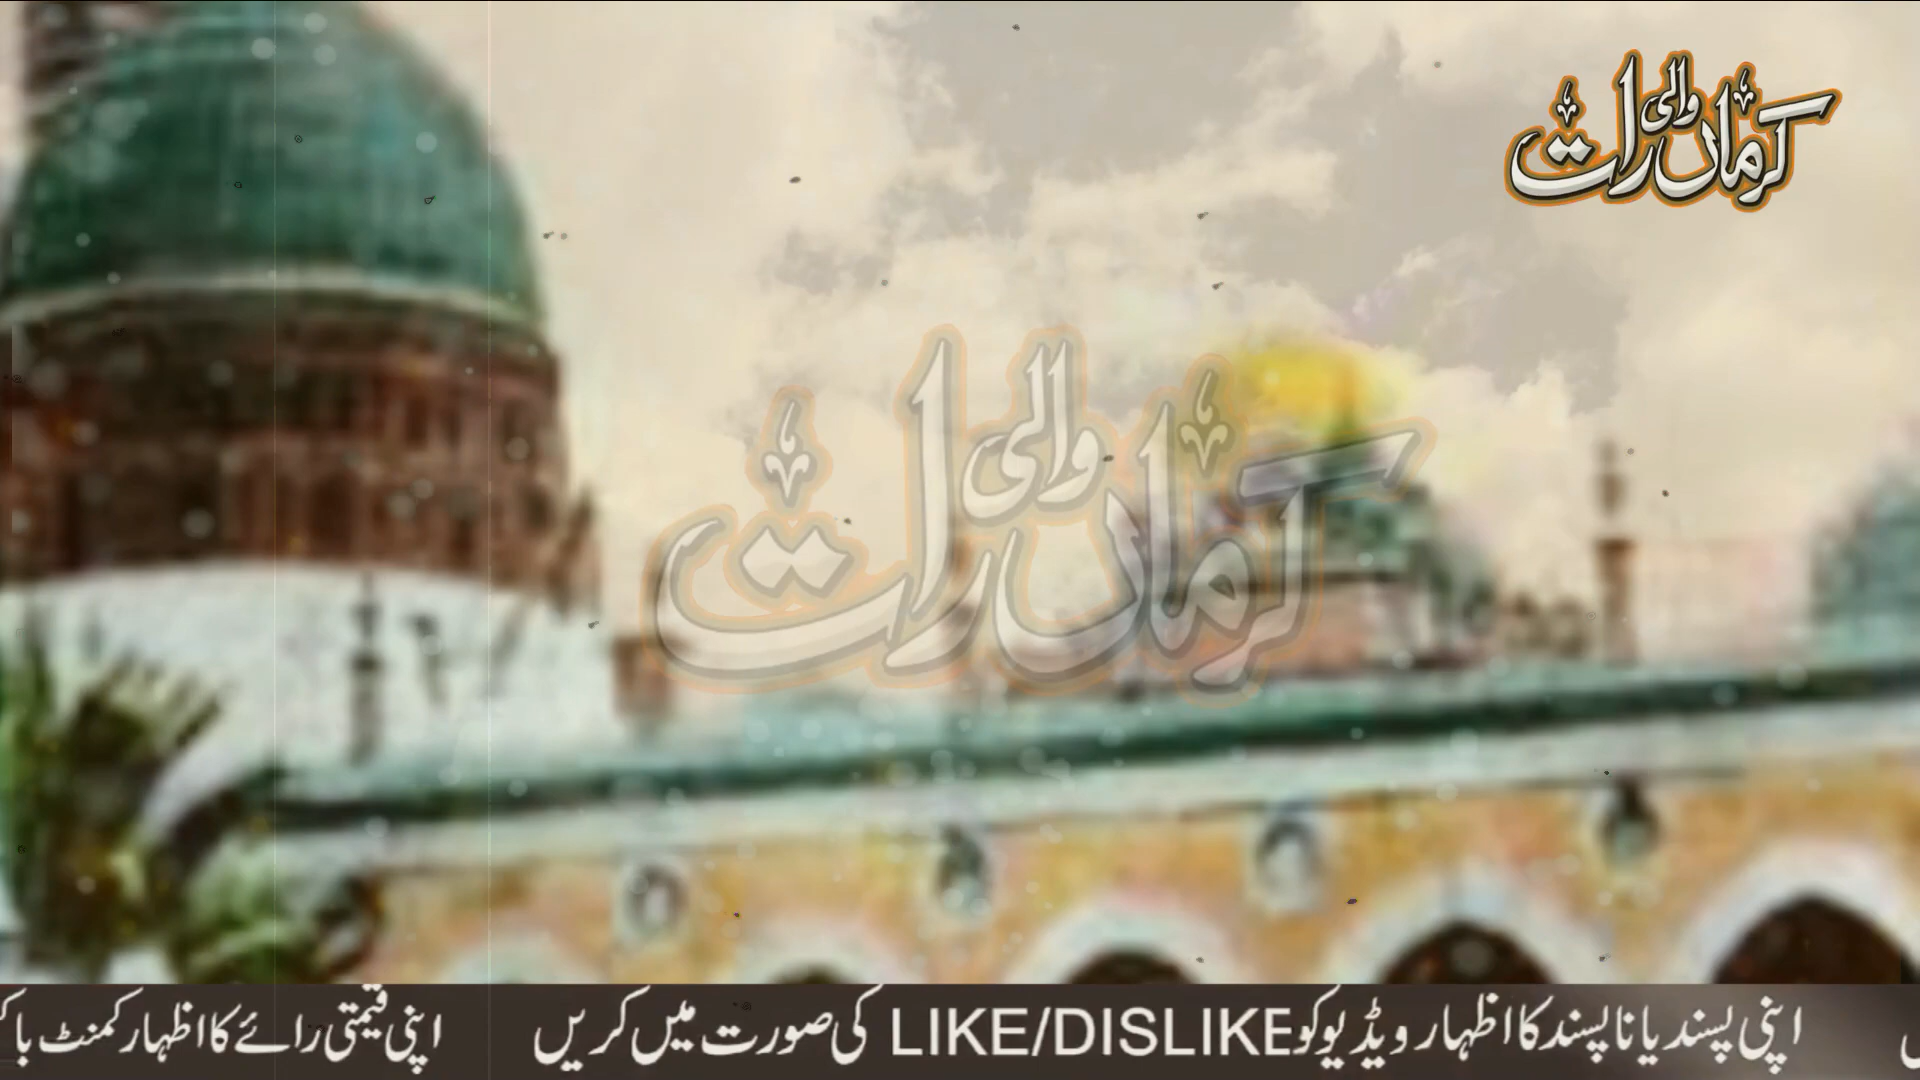 کرماں والی رات
کرماں والی رات
اپنی پسند یا ناپسند کا اظہار ویڈیو کو LIKE/DISLIKE کی صورت میں کریں
اپنی قیمتی رائے کا اظہار کمنٹ